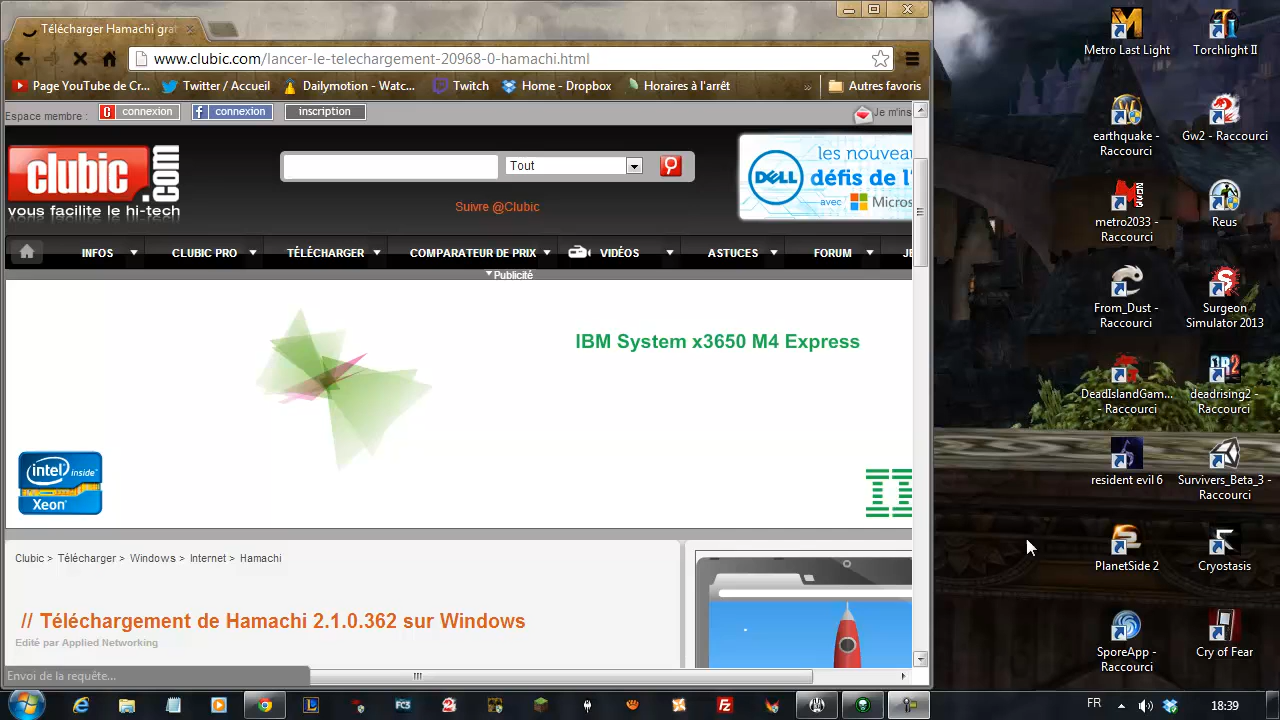 Télécharger Hamachi grat
www.clubic.com/lancer-le-telechargement-20968-0-hamachi.html
Page YouTube de Cr... Twitter / Accueil Dailymotion - Watc... Twitch Home - Dropbox Horaires à l'arrêt » Autres favoris
Espace membre : C connexion f connexion inscription Je m'ins
clubic.com
vous facilite le hi-tech
Tout
Suivre @Clubic
les nouveau
DELL défis de l'
avec Micros
INFOS CLUBIC PRO TÉLÉCHARGER COMPARATEUR DE PRIX VIDÉOS ASTUCES FORUM JE
Publicité
IBM System x3650 M4 Express
intel inside
Xeon
Clubic > Télécharger > Windows > Internet > Hamachi
// Téléchargement de Hamachi 2.1.0.362 sur Windows
Edité par Applied Networking
Envoi de la requête...
Metro Last Light
Torchlight II
earthquake -
Raccourci
Gw2 - Raccourci
metro2033 -
Raccourci
Reus
From_Dust -
Raccourci
Surgeon
Simulator 2013
DeadIslandGam...
- Raccourci
deadrising2 -
Raccourci
resident evil 6
Survivers_Beta_3 -
Raccourci
PlanetSide 2
Cryostasis
SporeApp -
Raccourci
Cry of Fear
FC3
FR
18:39